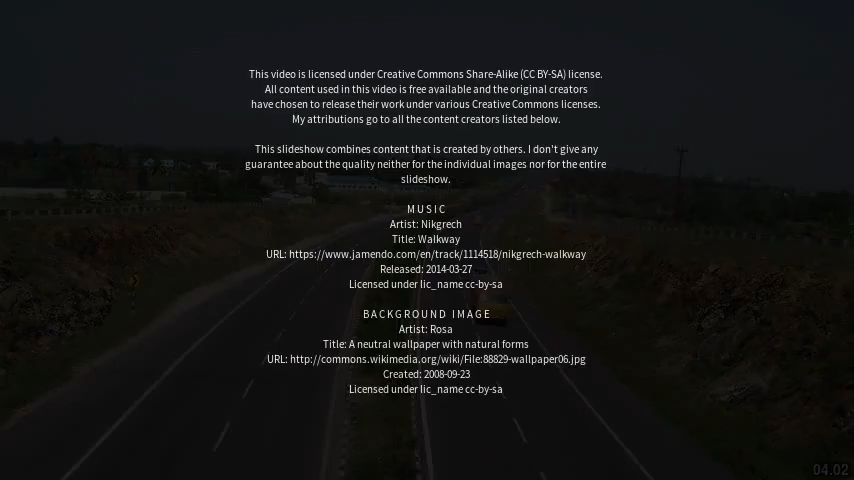 This video is licensed under Creative Commons Share-Alike (CC BY-SA) license.
All content used in this video is free available and the original creators
have chosen to release their work under various Creative Commons licenses.
My attributions go to all the content creators listed below.
This slideshow combines content that is created by others. I don't give any
guarantee about the quality neither for the individual images nor for the entire
slideshow.
MUSIC
Artist: Nikgrech
Title: Walkway
URL: https://www.jamendo.com/en/track/1114518/nikgrech-walkway
Released: 2014-03-27
Licensed under lic_name cc-by-sa
BACKGROUND IMAGE
Artist: Rosa
Title: A neutral wallpaper with natural forms
URL: http://commons.wikimedia.org/wiki/File:88829-wallpaper06.jpg
Created: 2008-09-23
Licensed under lic_name cc-by-sa
04.02